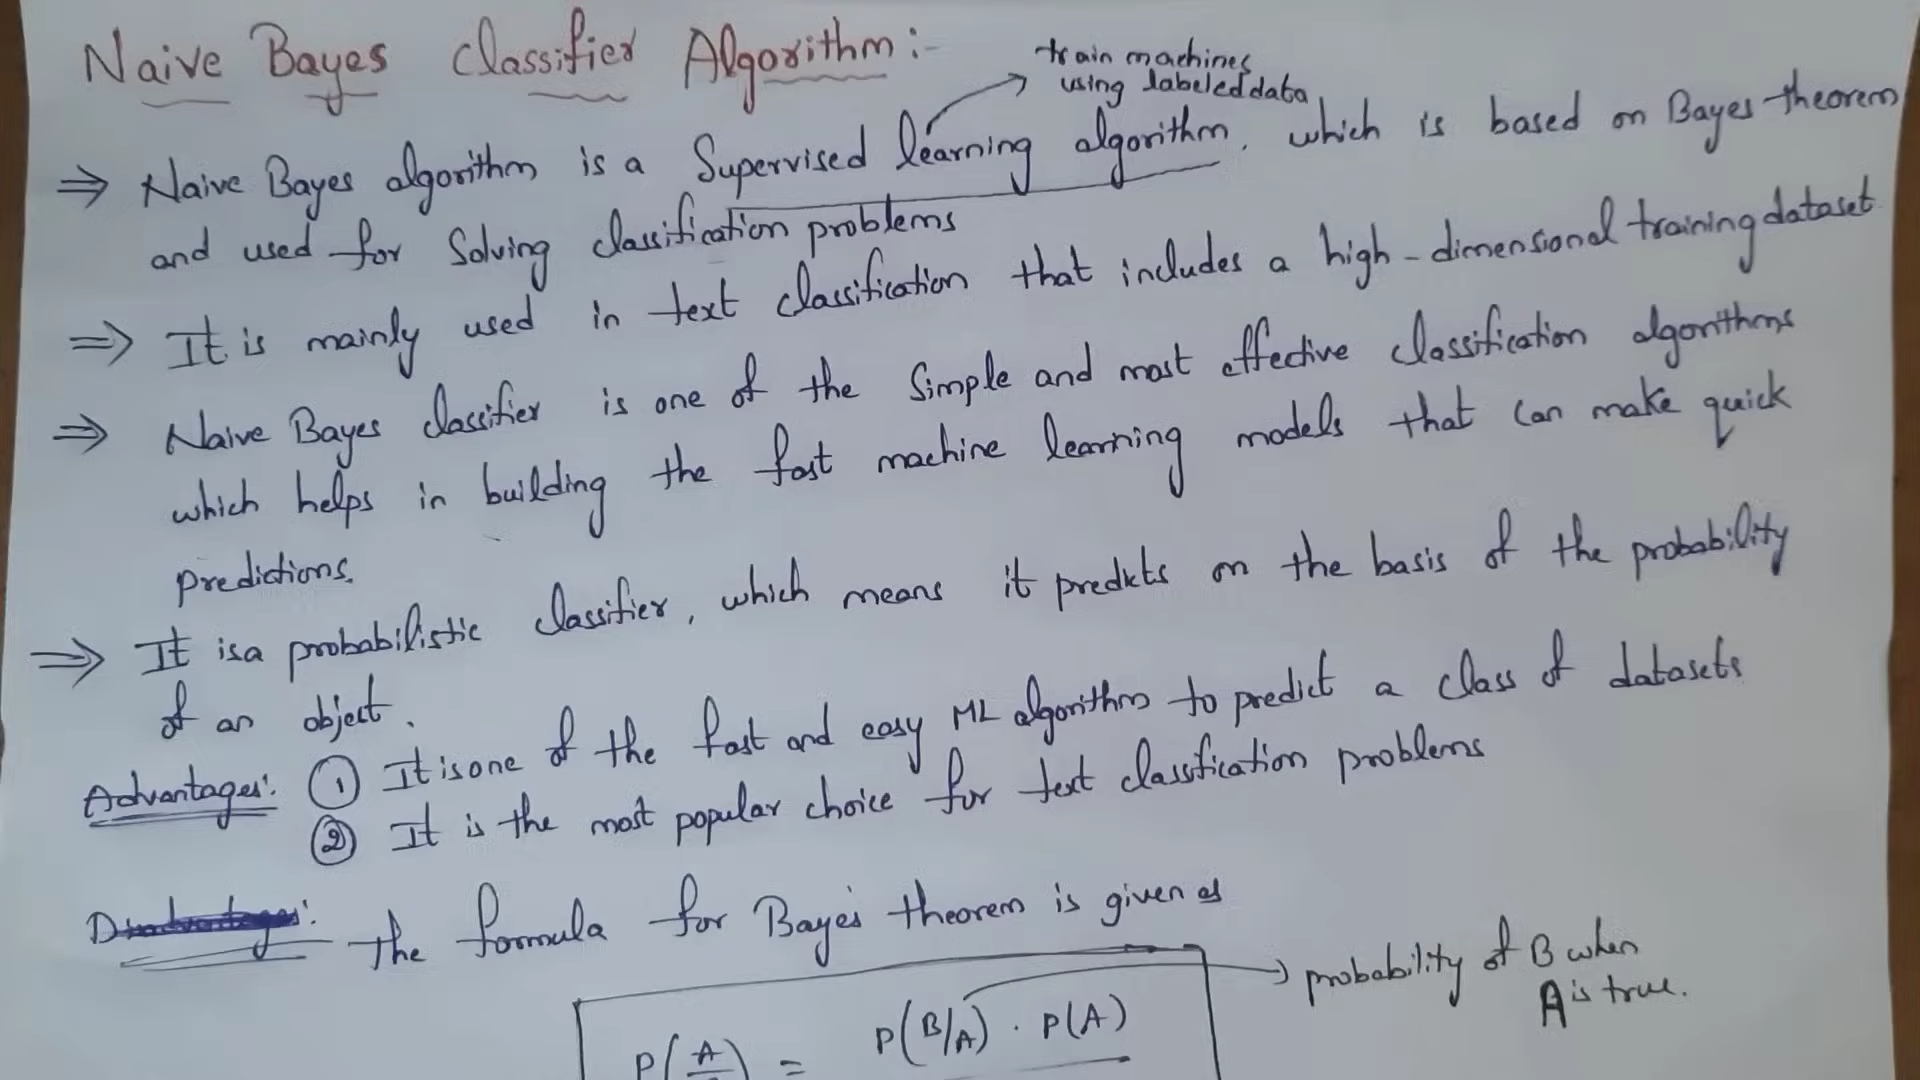 Naive Bayes Classifier Algorithm:-
train machines
using labeled data
⇒ Naive Bayes algorithm is a Supervised learning algorithm, which is based on Bayes theorem
and used for Solving classification problems
⇒ It is mainly used in text classification that includes a high-dimensional training dataset
⇒ Naive Bayes classifier is one of the Simple and most effective classification algorithms
which helps in building the fast machine learning models that can make quick
predictions.
⇒ It is a probabilistic classifier, which means it predicts on the basis of the probability
of an object.
Advantages: ① It is one of the fast and easy ML algorithms to predict a class of datasets
② It is the most popular choice for text classification problems
The formula for Bayes' theorem is given as
probability of B when
A is true.
P(B/A) · P(A)
P(A =